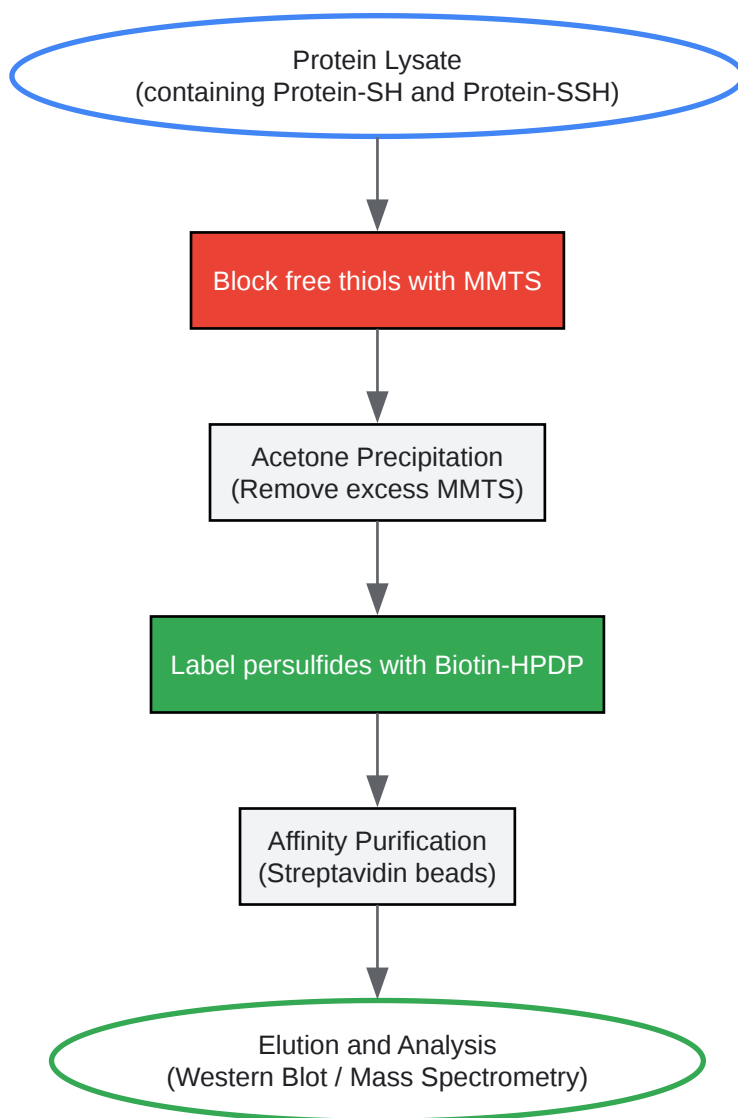 Protein Lysate
(containing Protein-SH and Protein-SSH)
Block free thiols with MMTS
Acetone Precipitation
(Remove excess MMTS)
Label persulfides with Biotin-HPDP
Affinity Purification
(Streptavidin beads)
Elution and Analysis
(Western Blot / Mass Spectrometry)